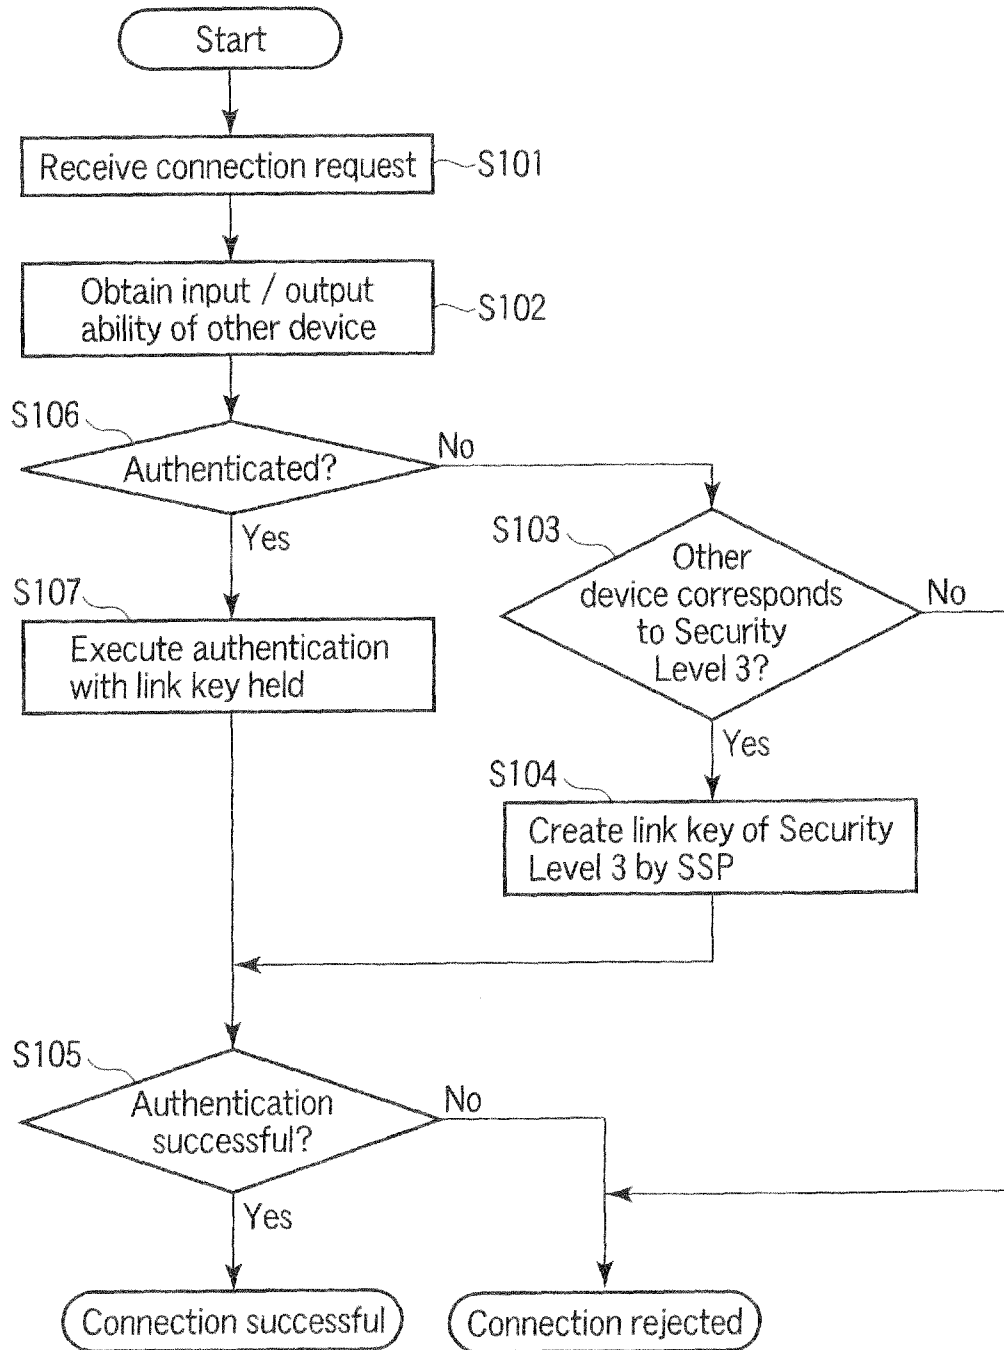 Start
Receive connection request
S101
Obtain input / output
ability of other device
S102
S106
Authenticated?
No
Yes
S103
Other
device corresponds
to Security
Level 3?
No
Yes
S107
Execute authentication
with link key held
S104
Create link key of Security
Level 3 by SSP
S105
Authentication
successful?
No
Yes
Connection successful
Connection rejected